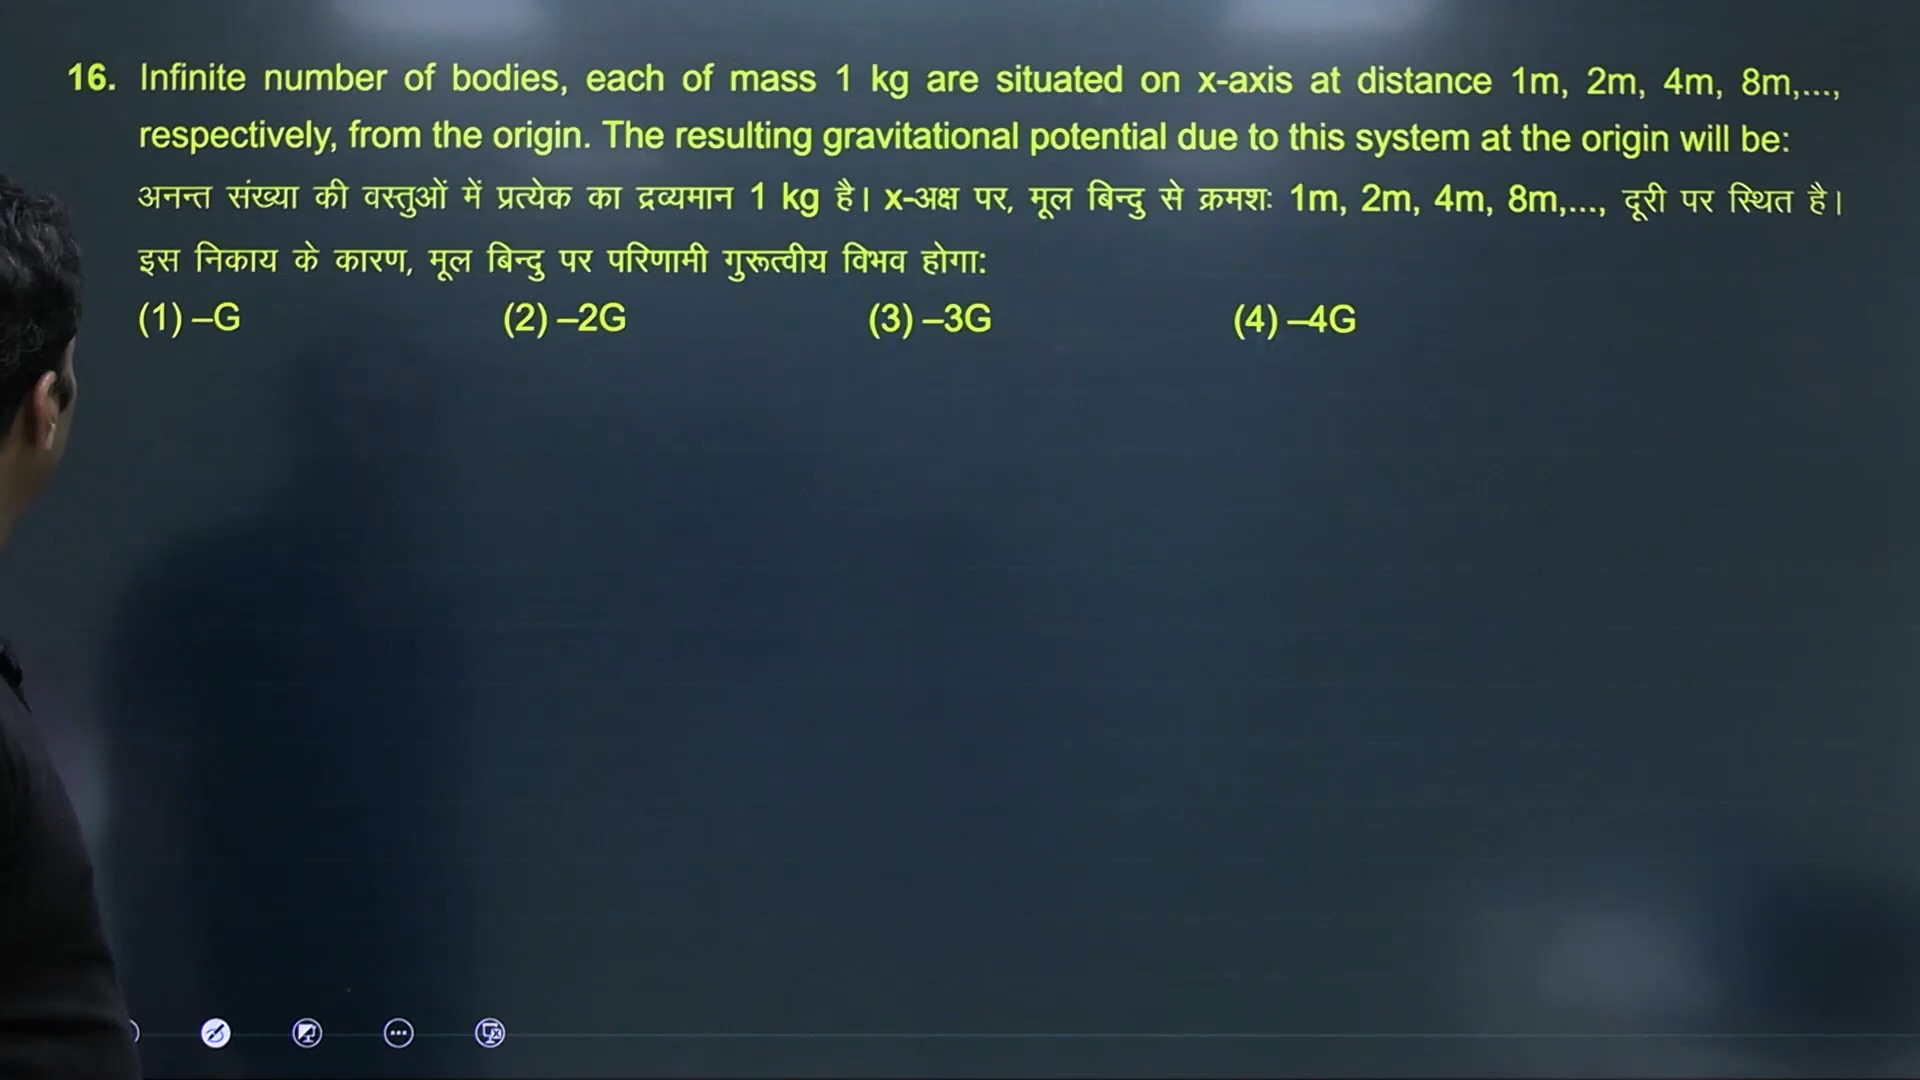 16. Infinite number of bodies, each of mass 1 kg are situated on x-axis at distance 1m, 2m, 4m, 8m,...,
respectively, from the origin. The resulting gravitational potential due to this system at the origin will be:
अनन्त संख्या की वस्तुओं में प्रत्येक का द्रव्यमान 1 kg है। x-अक्ष पर, मूल बिन्दु से क्रमशः 1m, 2m, 4m, 8m,..., दूरी पर स्थित है।
इस निकाय के कारण, मूल बिन्दु पर परिणामी गुरूत्वीय विभव होगा:
(1) –G (2) –2G (3) –3G (4) –4G